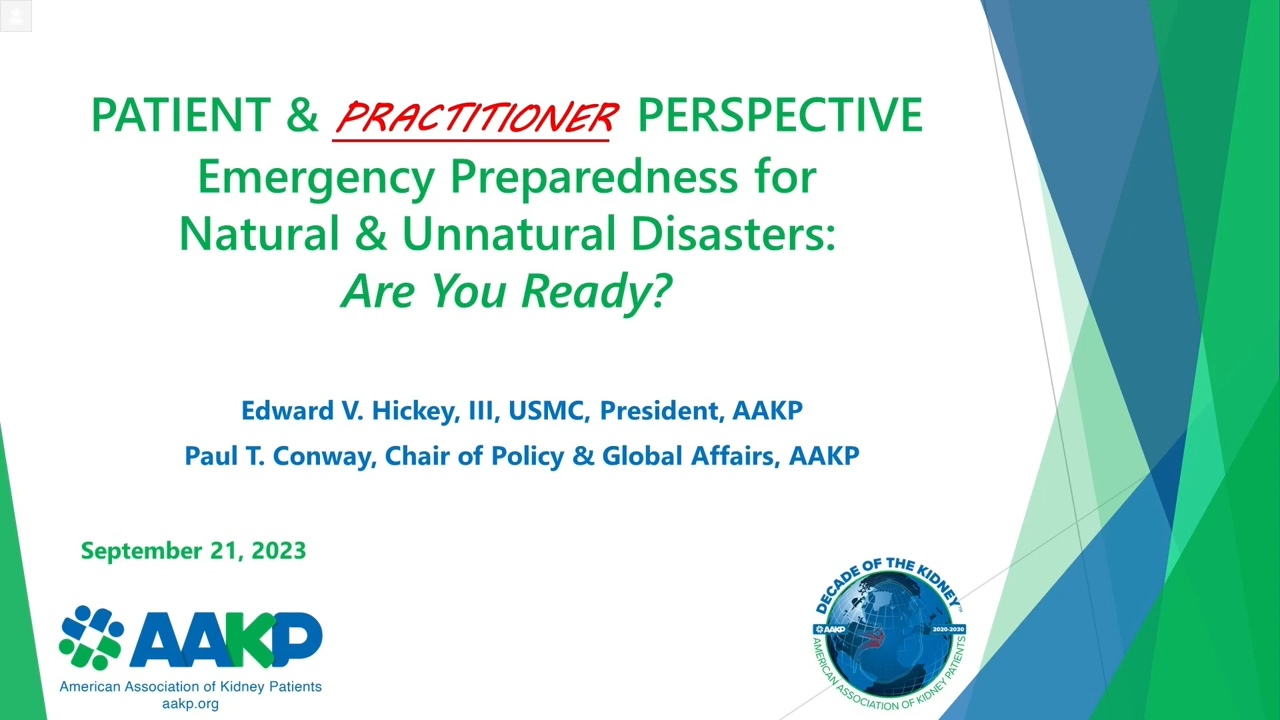 PATIENT & PRACTITIONER PERSPECTIVE
Emergency Preparedness for
Natural & Unnatural Disasters:
Are You Ready?
Edward V. Hickey, III, USMC, President, AAKP
Paul T. Conway, Chair of Policy & Global Affairs, AAKP
September 21, 2023
AAKP
American Association of Kidney Patients
aakp.org
DECADE OF THE KIDNEY™
AAKP
2020-2030
AMERICAN ASSOCIATION OF KIDNEY PATIENTS